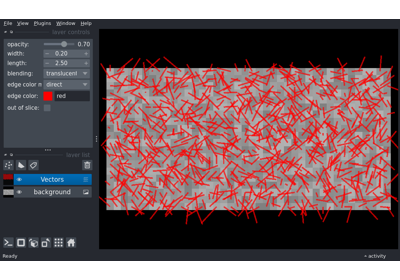 File View Plugins Window Help
layer controls
opacity: 0.70
width: 0.20
length: 2.50
blending: translucent
edge color m direct
edge color: red
out of slice:
layer list
Vectors
background
Ready
activity